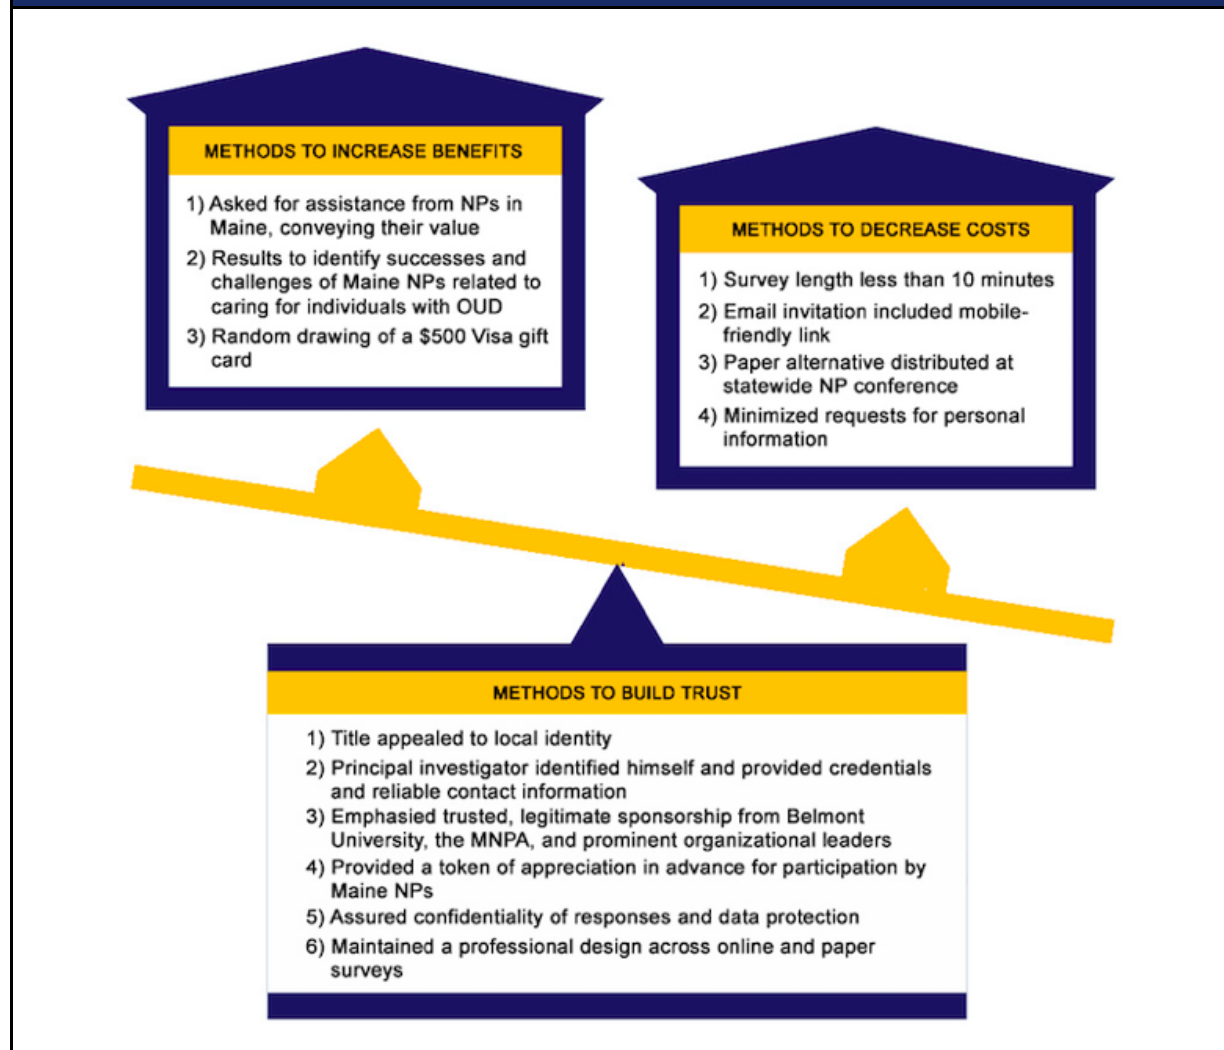 METHODS TO INCREASE BENEFITS
1) Asked for assistance from NPs in
Maine, conveying their value
2) Results to identify successes and
challenges of Maine NPs related to
caring for individuals with OUD
3) Random drawing of a $500 Visa gift
card
METHODS TO DECREASE COSTS
1) Survey length less than 10 minutes
2) Email invitation included mobile-
friendly link
3) Paper alternative distributed at
statewide NP conference
4) Minimized requests for personal
information
METHODS TO BUILD TRUST
1) Title appealed to local identity
2) Principal investigator identified himself and provided credentials
and reliable contact information
3) Emphasied trusted, legitimate sponsorship from Belmont
University, the MNPA, and prominent organizational leaders
4) Provided a token of appreciation in advance for participation by
Maine NPs
5) Assured confidentiality of responses and data protection
6) Maintained a professional design across online and paper
surveys